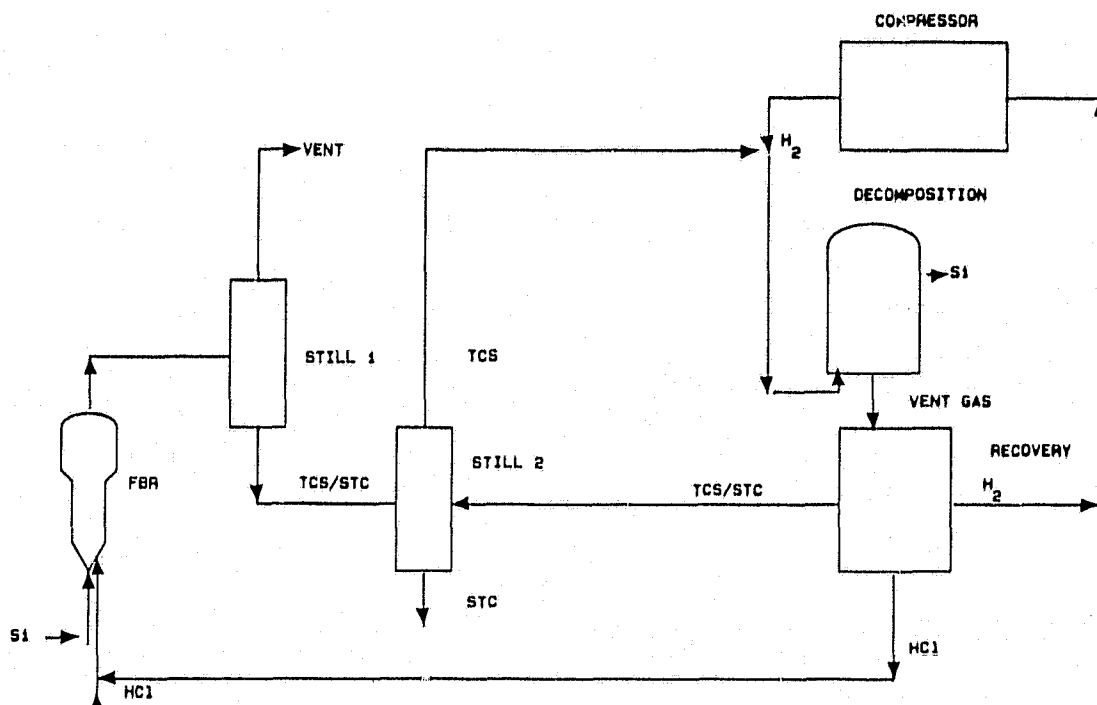 COMPRESSOR
H2
VENT
DECOMPOSITION
Si
STILL 1
TCS
VENT GAS
STILL 2
RECOVERY
FBR
TCS/STC
TCS/STC
H2
STC
Si
HCl
HCl